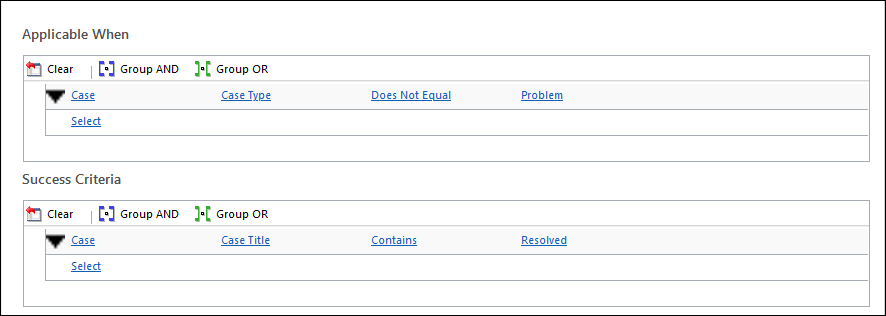 Applicable When
Clear Group AND Group OR
Case Case Type Does Not Equal Problem
Select
Success Criteria
Clear Group AND Group OR
Case Case Title Contains Resolved
Select